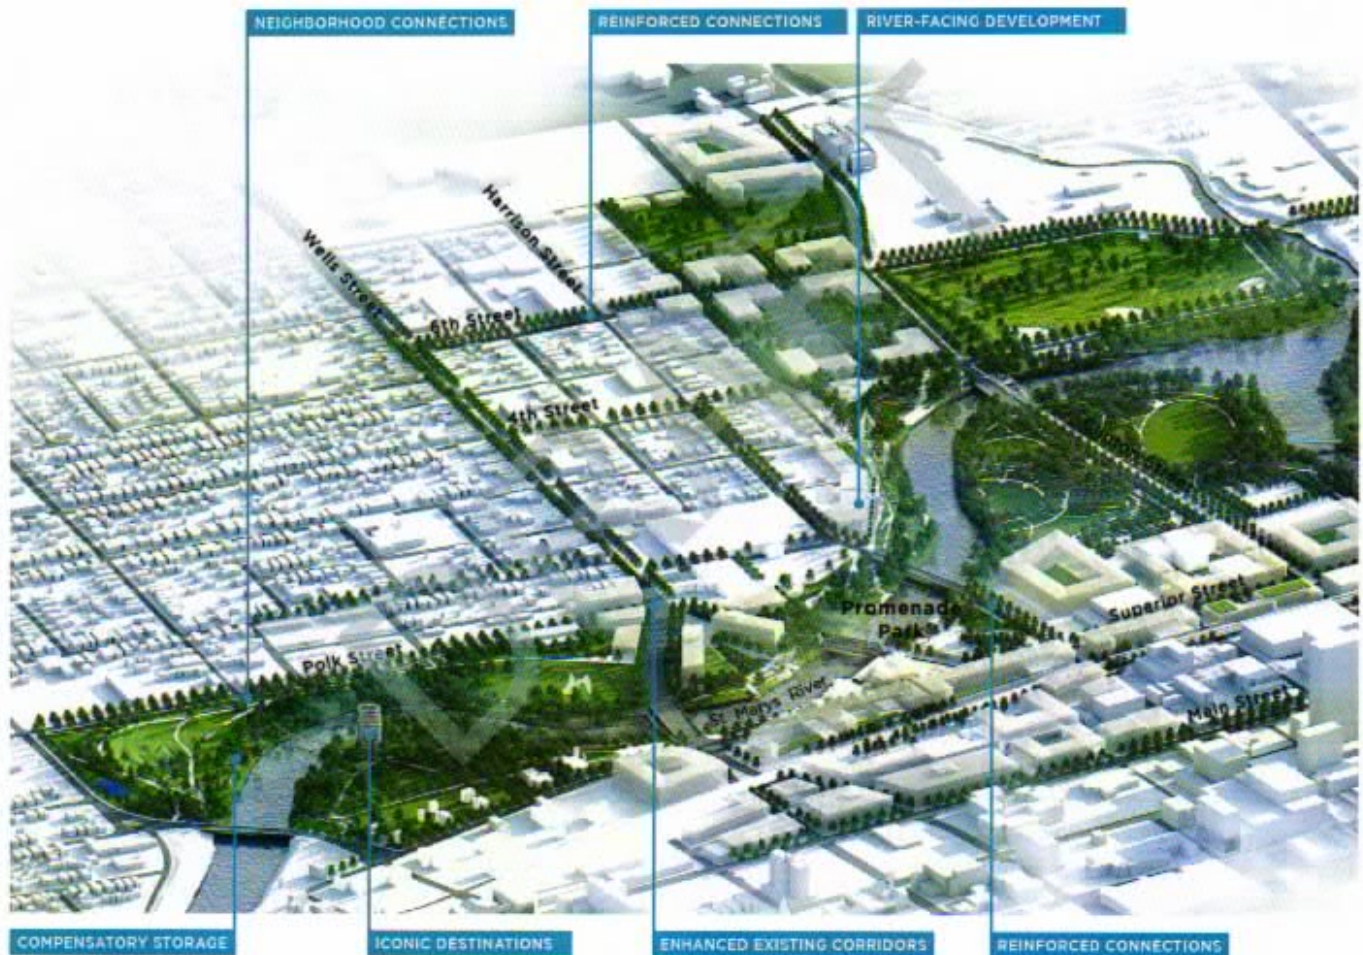 NEIGHBORHOOD CONNECTIONS
REINFORCED CONNECTIONS
RIVER-FACING DEVELOPMENT
Harrison Street
Wells Street
6th Street
4th Street
Promenade
Park
Superior Street
Polk Street
St. Marys River
Main Street
COMPENSATORY STORAGE
ICONIC DESTINATIONS
ENHANCED EXISTING CORRIDORS
REINFORCED CONNECTIONS